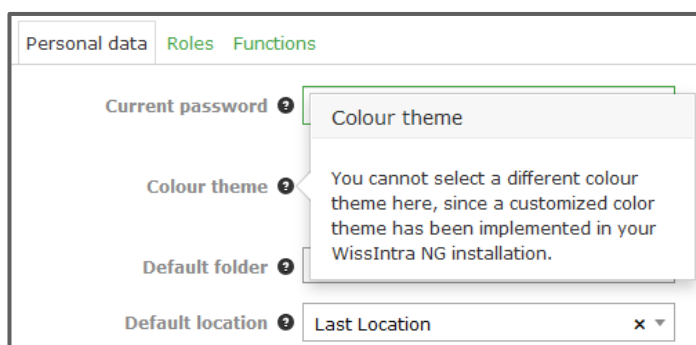 Personal data Roles Functions
Current password ?
Colour theme
Colour theme ?
You cannot select a different colour
theme here, since a customized color
theme has been implemented in your
WissIntra NG installation.
Default folder ?
Default location ? Last Location ×